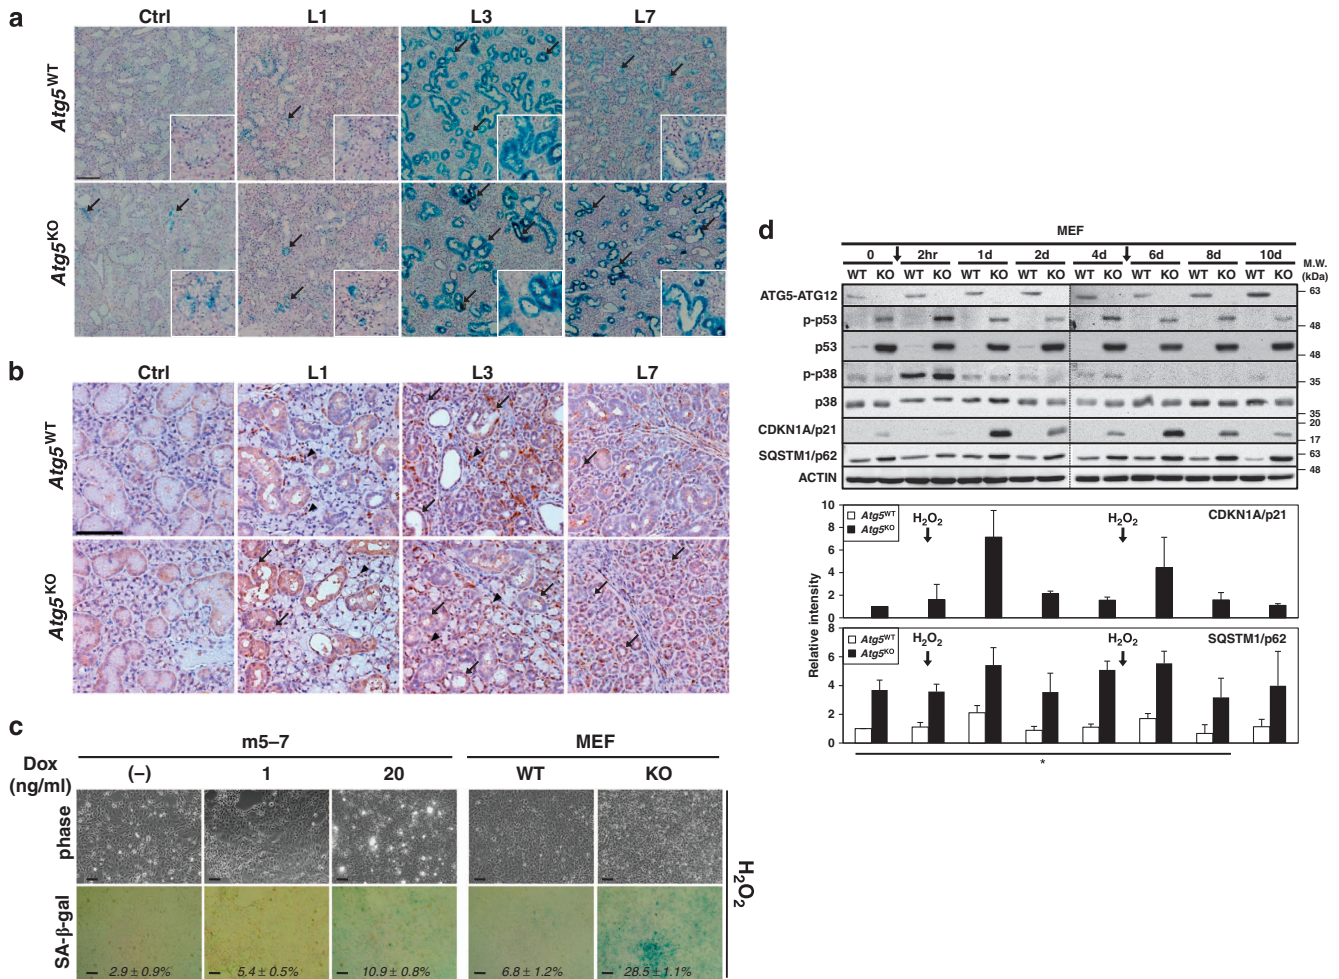 a
Ctrl L1 L3 L7
Atg5WT
Atg5KO
b
Ctrl L1 L3 L7
Atg5WT
Atg5KO
c
m5–7 MEF
Dox (ng/ml) (–) 1 20 WT KO
phase
SA-β-gal
2.9 ± 0.9% 5.4 ± 0.5% 10.9 ± 0.8% 6.8 ± 1.2% 28.5 ± 1.1%
H2O2
d
MEF
0 2hr 1d 2d 4d 6d 8d 10d
M.W. (kDa)
WT KO WT KO WT KO WT KO WT KO WT KO WT KO WT KO
ATG5-ATG12 63
p-p53 48
p53 48
p-p38 35
p38 35
CDKN1A/p21 20 17
SQSTM1/p62 63
48
ACTIN
Relative intensity
10
8
6
4
2
0
Atg5WT
Atg5KO
H2O2 H2O2
CDKN1A/p21
8
6
4
2
0
Atg5WT
Atg5KO
H2O2 H2O2
SQSTM1/p62
*